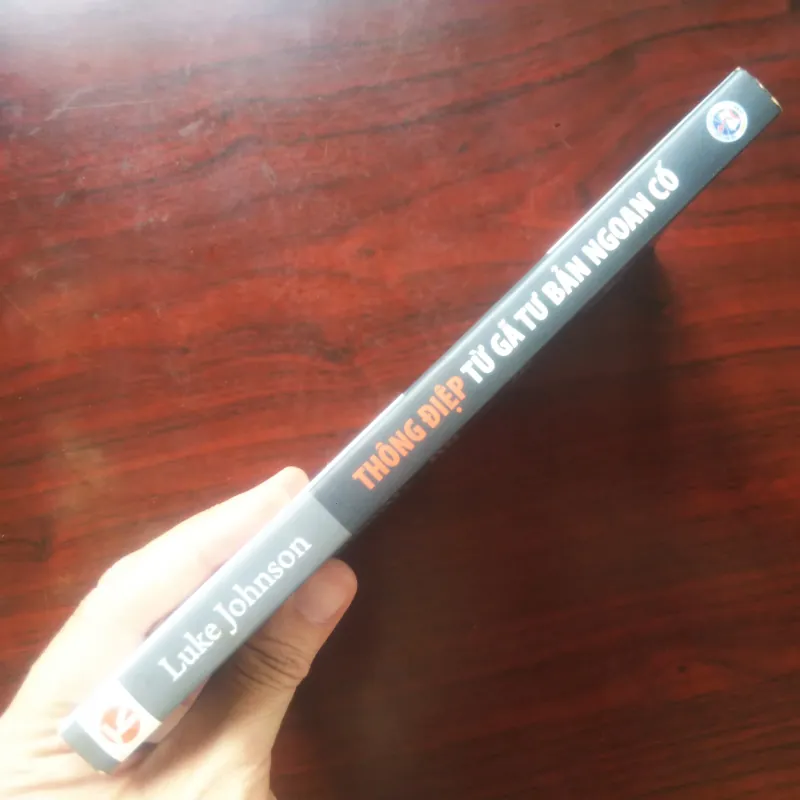 Luke Johnson
THÔNG ĐIỆP TỪ GÃ TƯ BẢN NGOAN CỐ